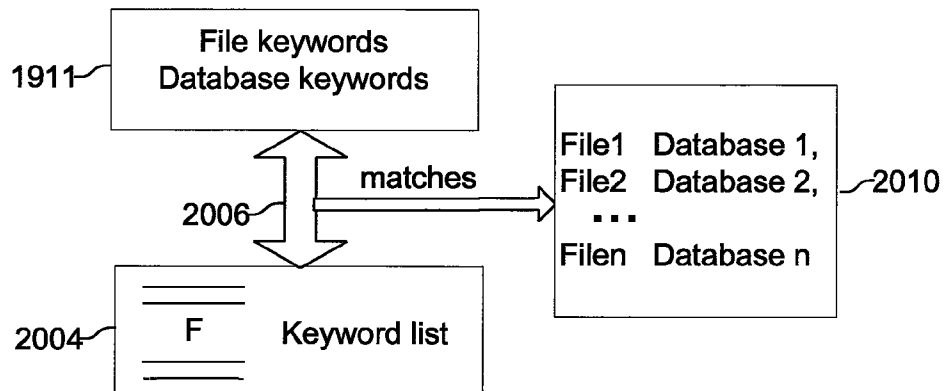 File keywords
Database keywords
1911
File1 Database 1,
File2 Database 2,
...
Filen Database n
2010
matches
2006
2004
F Keyword list